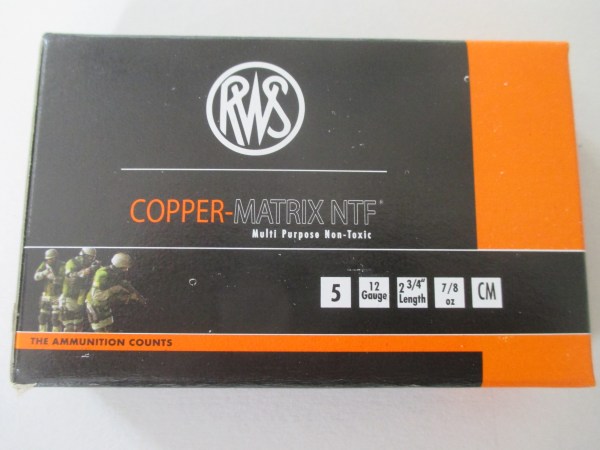 RWS
COPPER-MATRIX NTF®
Multi Purpose Non-Toxic
5 12 Gauge 2 3/4" Length 7/8 oz CM
THE AMMUNITION COUNTS